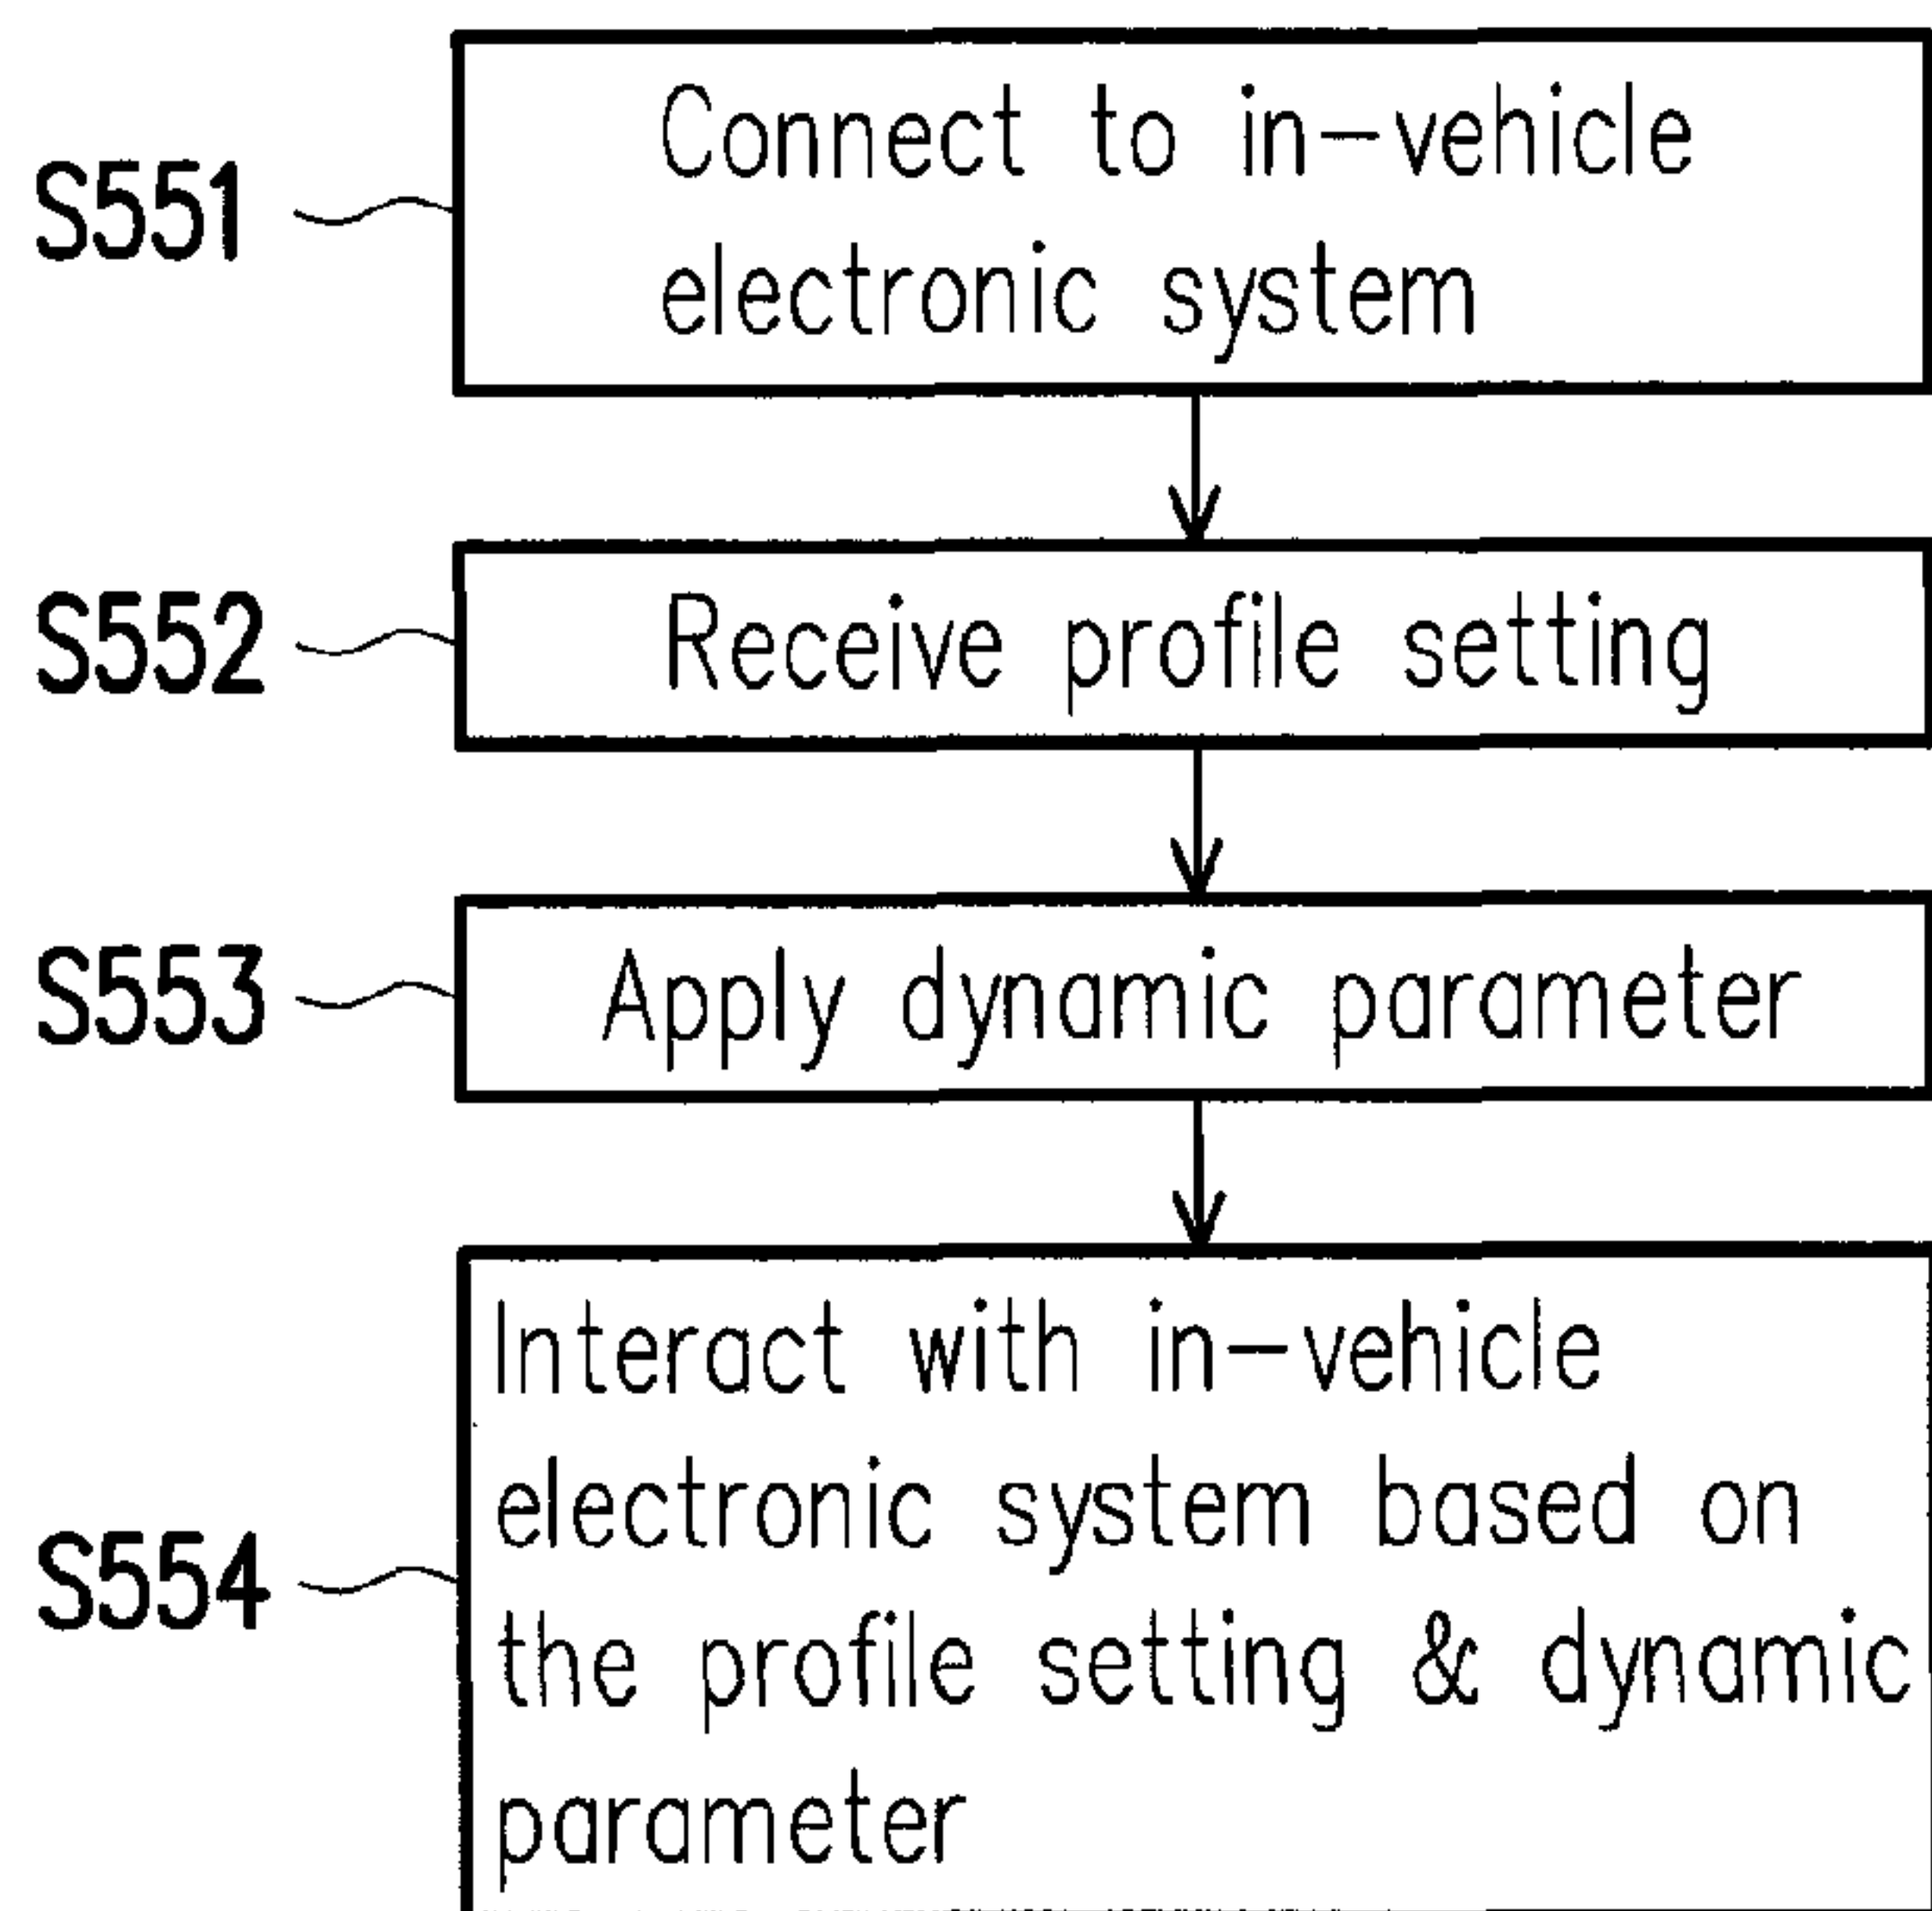 S551
Connect to in-vehicle
electronic system
S552
Receive profile setting
S553
Apply dynamic parameter
S554
Interact with in-vehicle
electronic system based on
the profile setting & dynamic
parameter